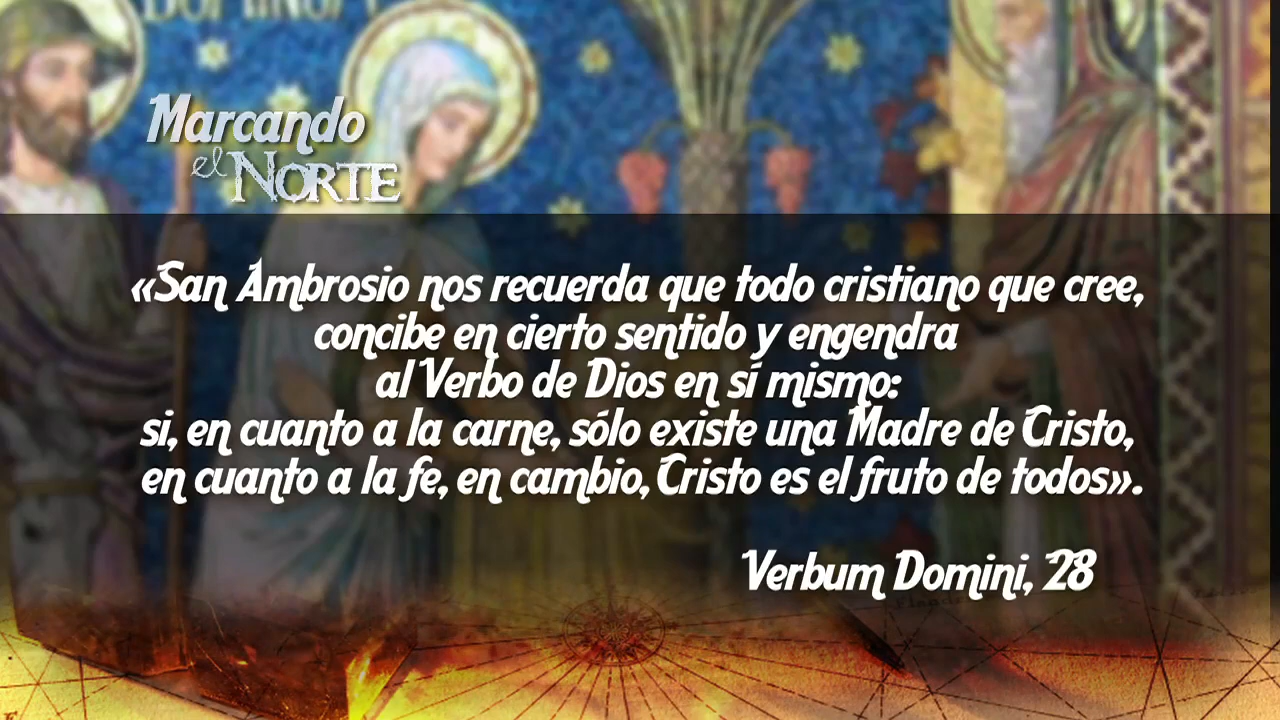 Marcando
el NORTE
«San Ambrosio nos recuerda que todo cristiano que cree,
concibe en cierto sentido y engendra
al Verbo de Dios en sí mismo:
si, en cuanto a la carne, sólo existe una Madre de Cristo,
en cuanto a la fe, en cambio, Cristo es el fruto de todos».
Verbum Domini, 28